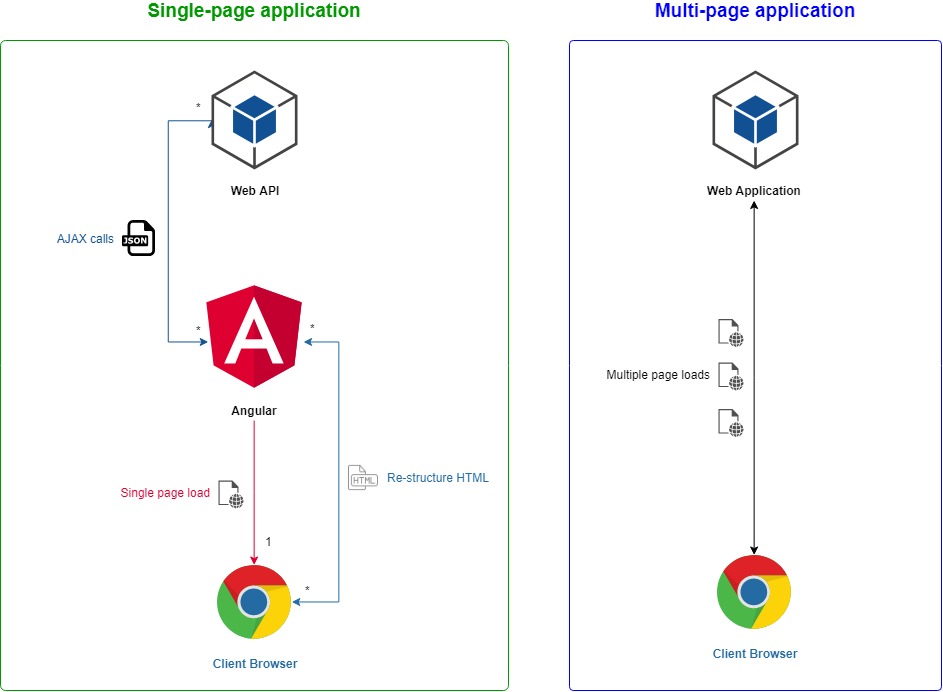 Single-page application
Multi-page application
*
Web API
Web Application
AJAX calls
JSON
*
*
A
Angular
Multiple page loads
HTML
Re-structure HTML
Single page load
1
*
Client Browser
Client Browser